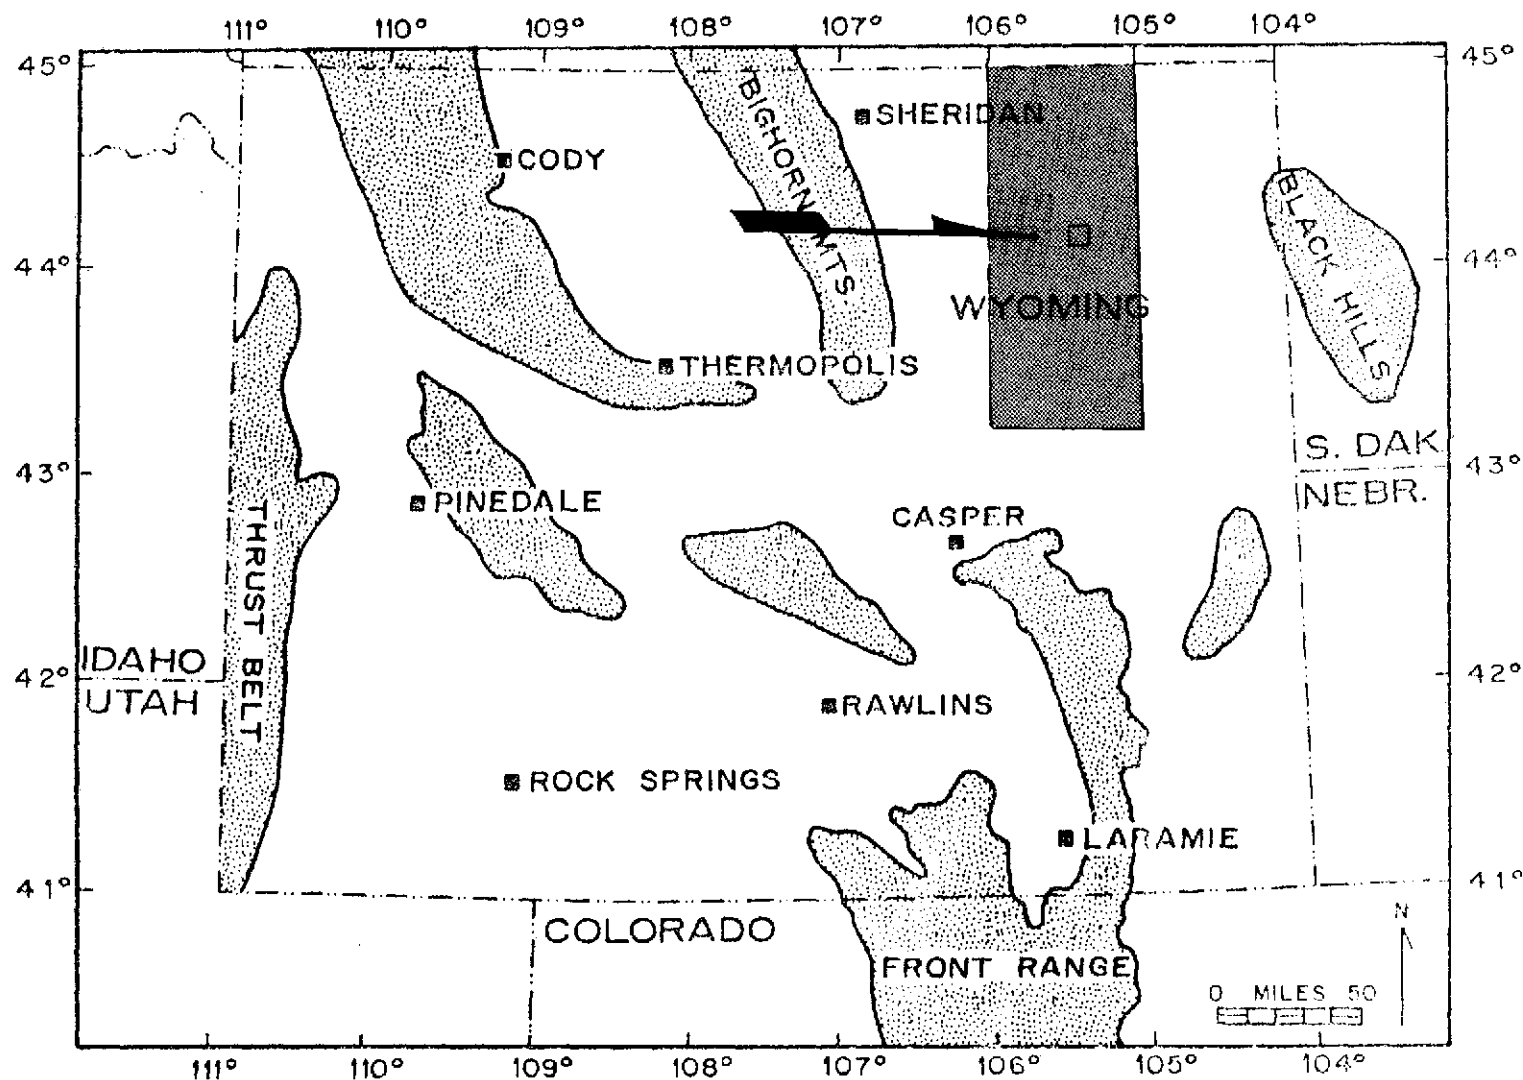 111° 110° 109° 108° 107° 106° 105° 104°
45° 45°
SHERIDAN
BIGHORN MTS.
CODY
BLACK HILLS
44° 44°
WYOMING
THERMOPOLIS
S. DAK
43° 43°
NEBR.
PINEDALE
CASPER
THRUST BELT
IDAHO
42° 42°
UTAH
RAWLINS
ROCK SPRINGS
LARAMIE
41° 41°
COLORADO
N
FRONT RANGE
0 MILES 50
111° 110° 109° 108° 107° 106° 105° 104°